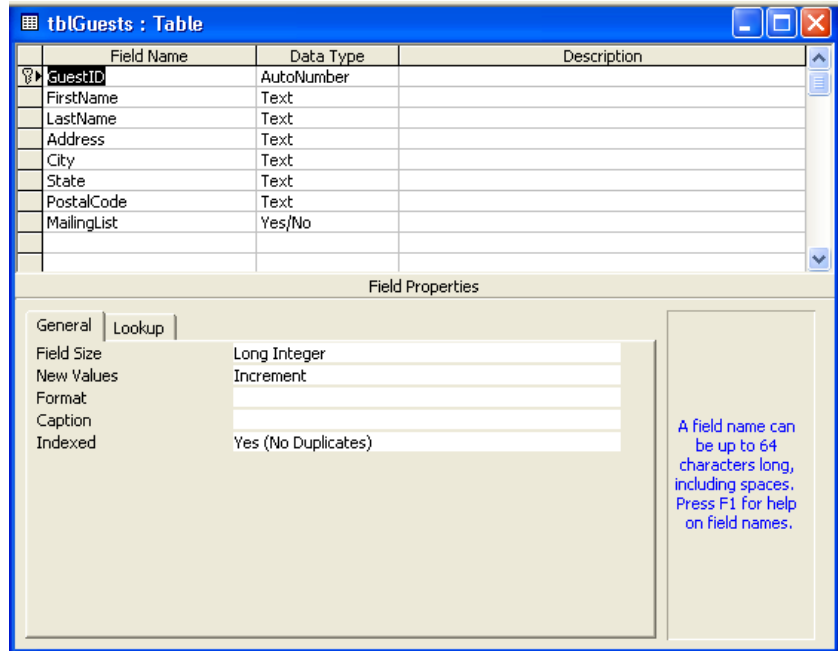 tblGuests : Table
Field Name Data Type Description
GuestID AutoNumber
FirstName Text
LastName Text
Address Text
City Text
State Text
PostalCode Text
MailingList Yes/No
Field Properties
General Lookup
Field Size Long Integer
New Values Increment
Format
Caption
Indexed Yes (No Duplicates)
A field name can
be up to 64
characters long,
including spaces.
Press F1 for help
on field names.